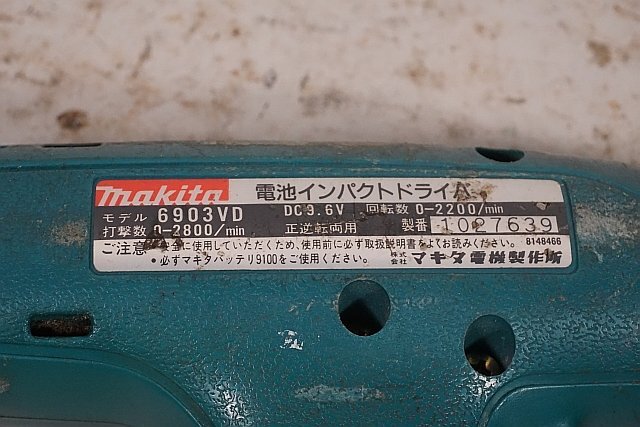 makita 電池インパクトドライバ
モデル 6903VD DC9.6V 回転数 0-2200/min
打撃数 0-2800/min 正逆転両用 製番 1027639
ご注意 ・安全に使用していただくため、使用前に必ず取扱説明書をよくお読みください。 8148466
・必ずマキタバッテリ9100をご使用ください。 株式会社 マキタ電機製作所